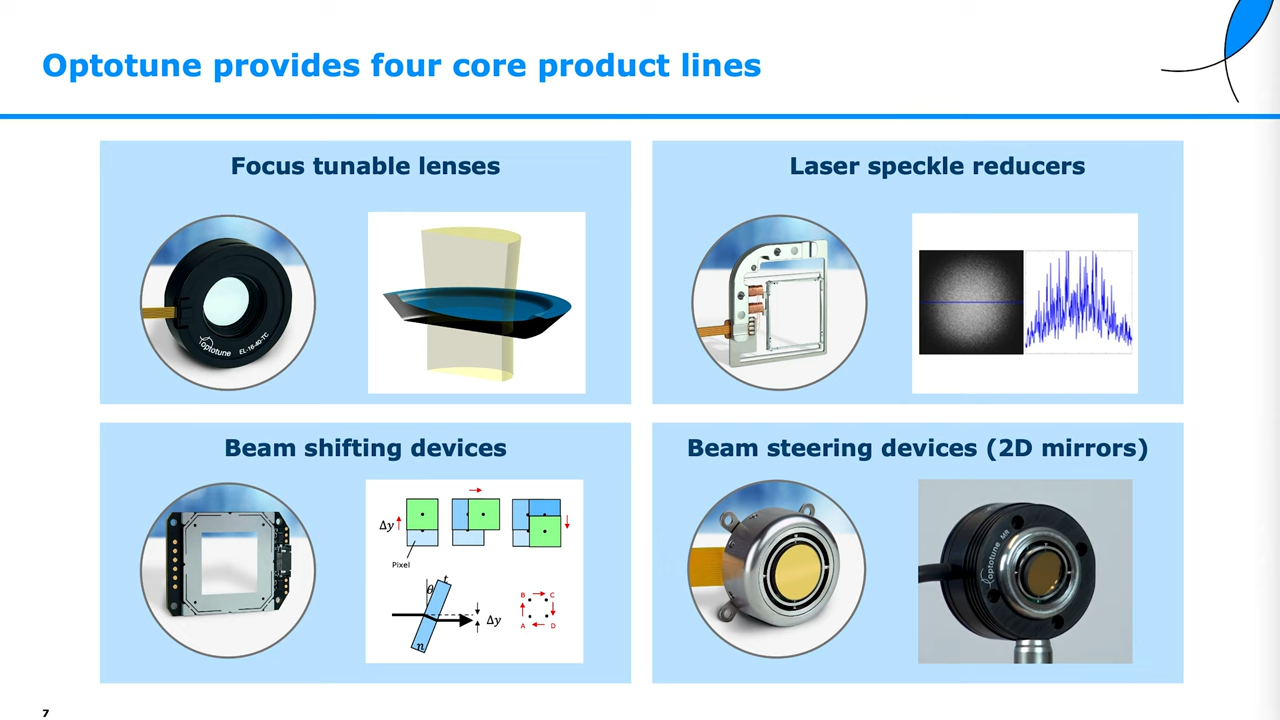 Optotune provides four core product lines
Focus tunable lenses
optotune EL-16-40-TC
Laser speckle reducers
Beam shifting devices
Δy
Pixel
t
θ
Δy
n
B C
A D
Beam steering devices (2D mirrors)
optotune MR
7